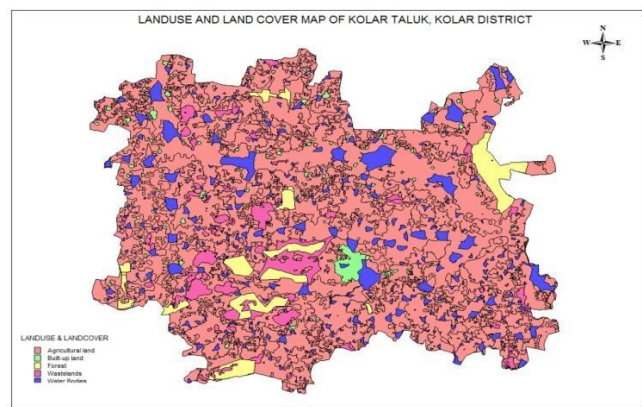 LANDUSE AND LAND COVER MAP OF KOLAR TALUK, KOLAR DISTRICT
N
W E
S
LANDUSE & LANDCOVER
Agricultural land
Built-up land
Forest
Wastelands
Water Bodies